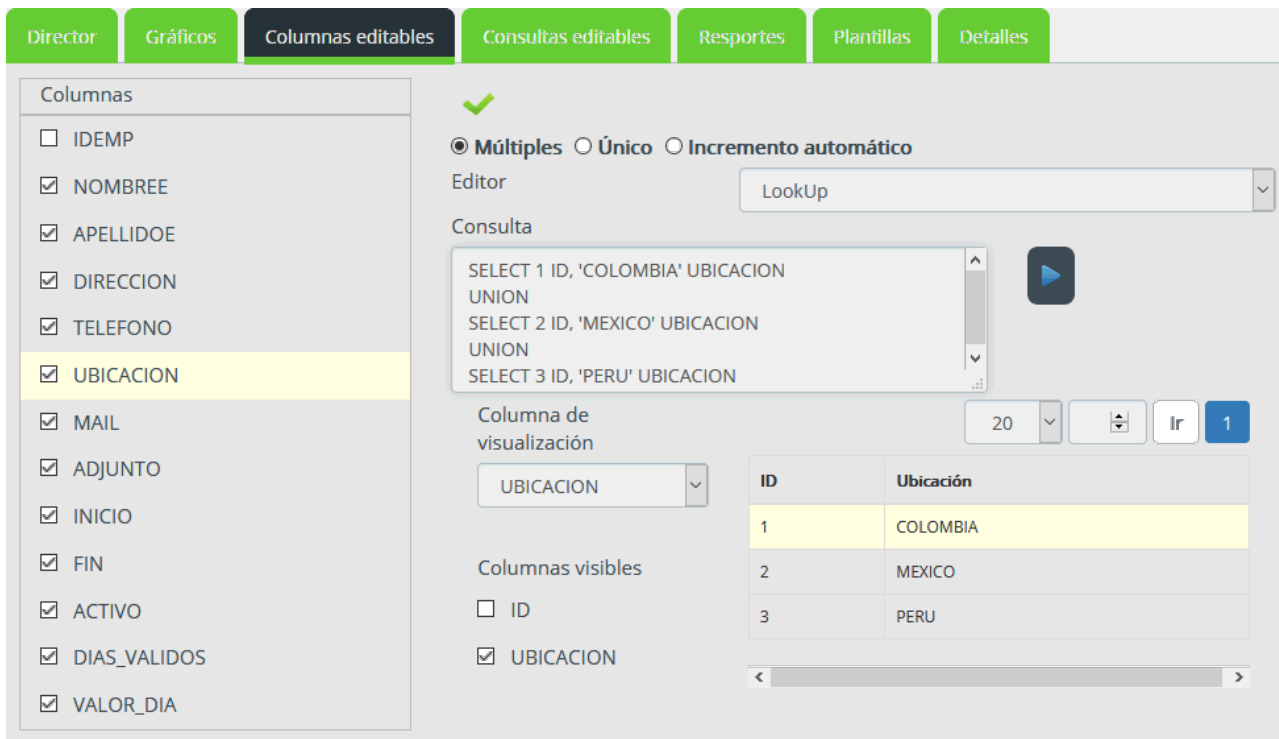 Director Gráficos Columnas editables Consultas editables Resportes Plantillas Detalles
Columnas
IDEMP
NOMBREE
APELLIDOE
DIRECCION
TELEFONO
UBICACION
MAIL
ADJUNTO
INICIO
FIN
ACTIVO
DIAS_VALIDOS
VALOR_DIA
Múltiples Único Incremento automático
Editor LookUp
Consulta
SELECT 1 ID, 'COLOMBIA' UBICACION
UNION
SELECT 2 ID, 'MEXICO' UBICACION
UNION
SELECT 3 ID, 'PERU' UBICACION
Columna de
visualización
UBICACION
Columnas visibles
ID
UBICACION
20 Ir 1
ID Ubicación
1 COLOMBIA
2 MEXICO
3 PERU